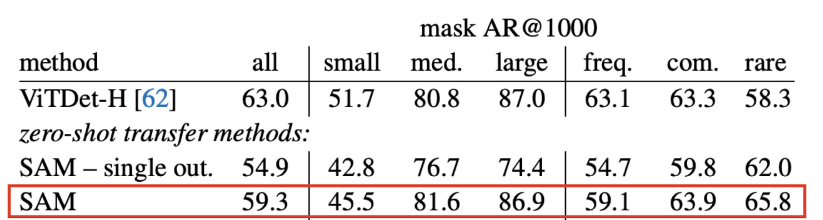 mask AR@1000
method all small med. large freq. com. rare
ViTDet-H [62] 63.0 51.7 80.8 87.0 63.1 63.3 58.3
zero-shot transfer methods:
SAM – single out. 54.9 42.8 76.7 74.4 54.7 59.8 62.0
SAM 59.3 45.5 81.6 86.9 59.1 63.9 65.8